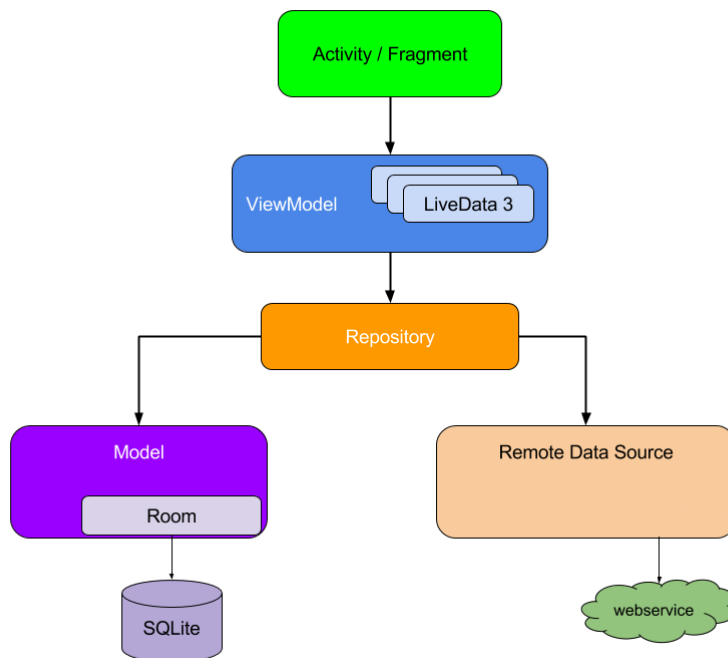 Activity / Fragment
ViewModel
LiveData 3
Repository
Model
Remote Data Source
Room
SQLite
webservice